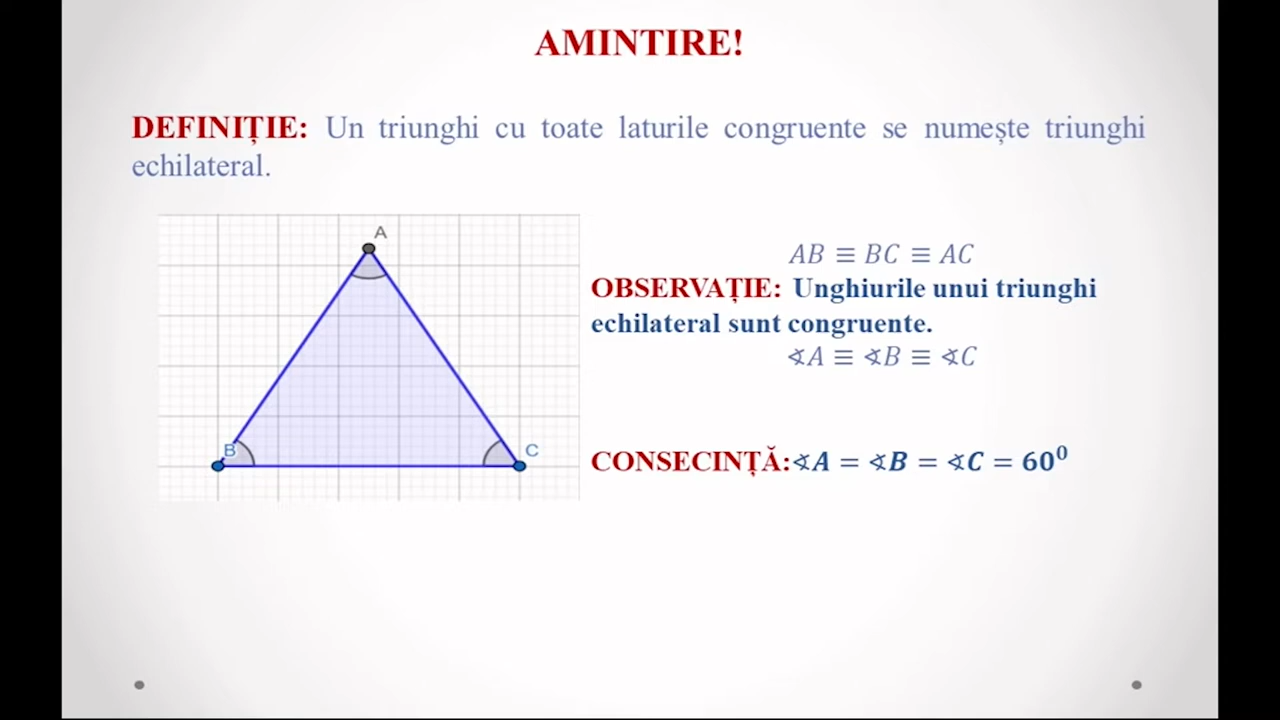 AMINTIRE!
DEFINIȚIE: Un triunghi cu toate laturile congruente se numește triunghi
echilateral.
A
AB ≡ BC ≡ AC
OBSERVAȚIE: Unghiurile unui triunghi
echilateral sunt congruente.
∢A ≡ ∢B ≡ ∢C
B C
CONSECINȚĂ:∢A = ∢B = ∢C = 60⁰